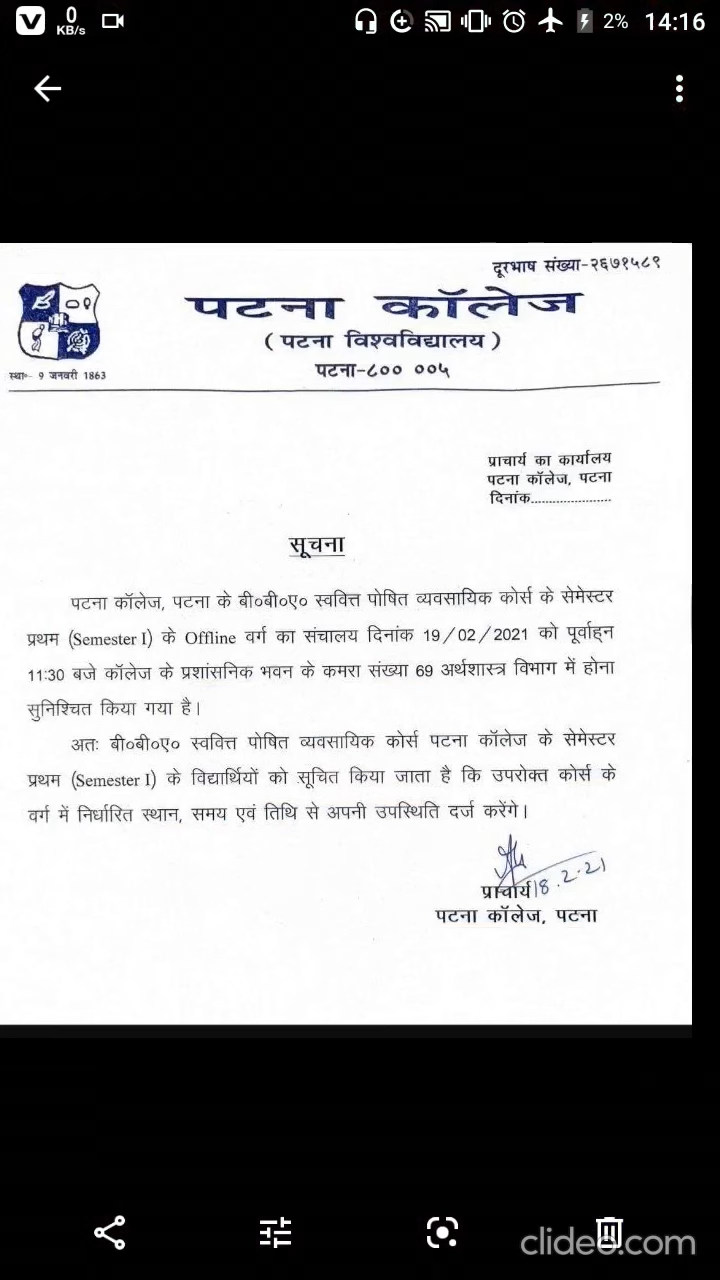 V 0 KB/s 2% 14:16
दूरभाष संख्या-२६७१५८९
पटना कॉलेज
( पटना विश्वविद्यालय )
पटना-८०० ००५
स्था०- 9 जनवरी 1863
प्राचार्य का कार्यालय
पटना कॉलेज, पटना
दिनांक......................
सूचना
पटना कॉलेज, पटना के बी०बी०ए० स्ववित्त पोषित व्यवसायिक कोर्स के सेमेस्टर
प्रथम (Semester I) के Offline वर्ग का संचालय दिनांक 19/02/2021 को पूर्वाह्न
11:30 बजे कॉलेज के प्रशांसनिक भवन के कमरा संख्या 69 अर्थशास्त्र विभाग में होना
सुनिश्चित किया गया है।
अतः बी०बी०ए० स्ववित्त पोषित व्यवसायिक कोर्स पटना कॉलेज के सेमेस्टर
प्रथम (Semester I) के विद्यार्थियों को सूचित किया जाता है कि उपरोक्त कोर्स के
वर्ग में निर्धारित स्थान, समय एवं तिथि से अपनी उपस्थिति दर्ज करेंगे।
प्राचार्य 18.2.21
पटना कॉलेज, पटना
clideo.com